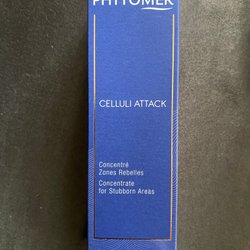 PHYTOMER
CELLULI ATTACK
Concentré
Zones Rebelles
Concentrate
for Stubborn Areas